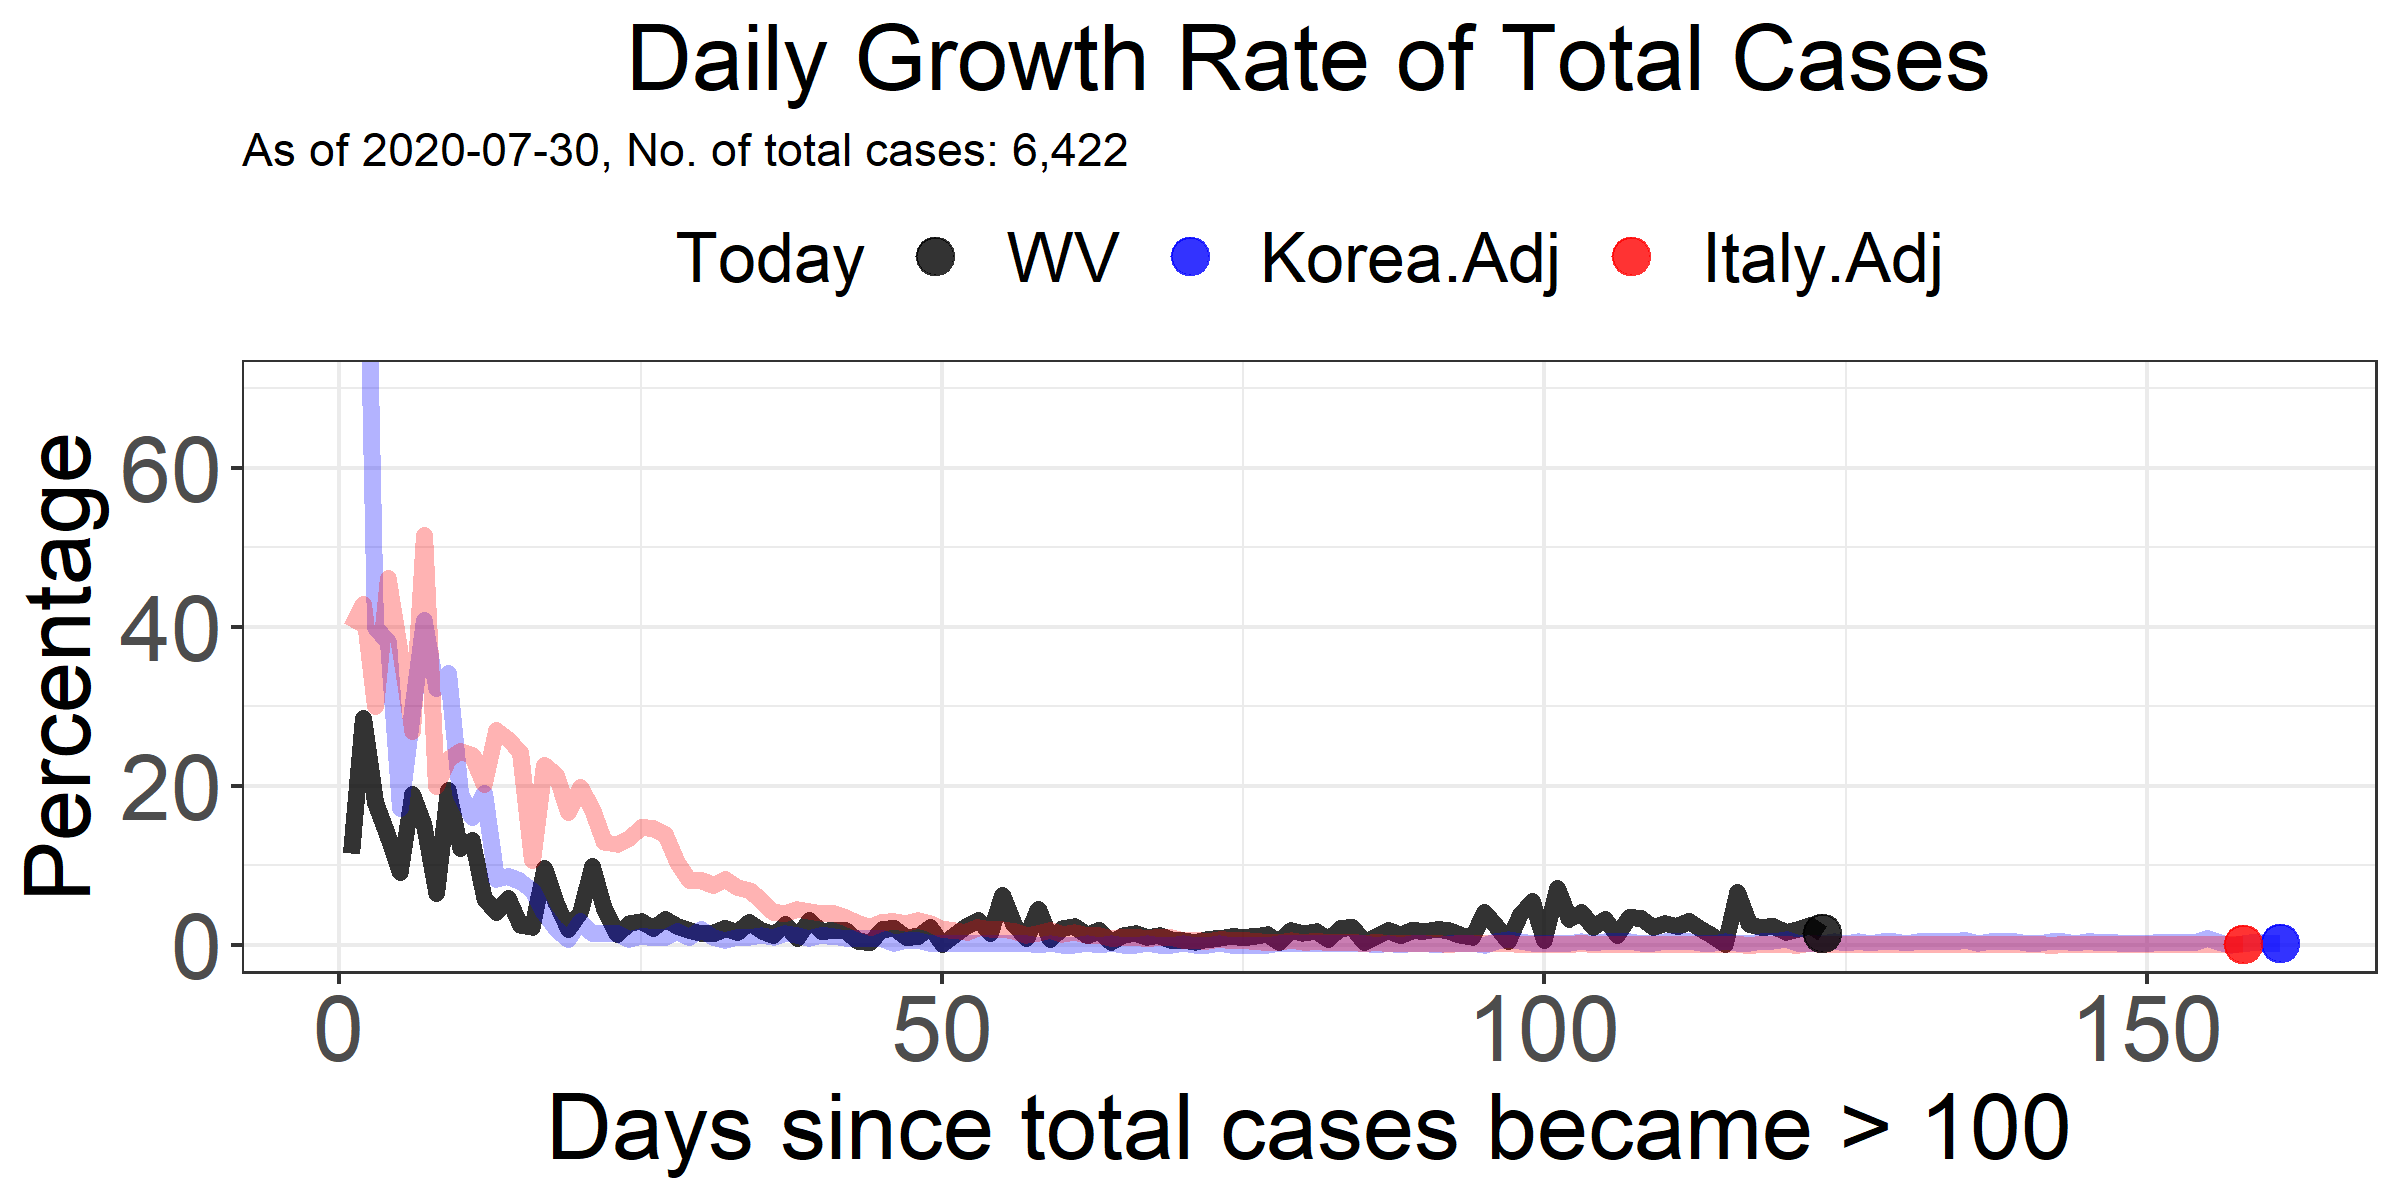 Daily Growth Rate of Total Cases
As of 2020-07-30, No. of total cases: 6,422
Today WV Korea.Adj Italy.Adj
Percentage
60
40
20
0
0 50 100 150
Days since total cases became > 100